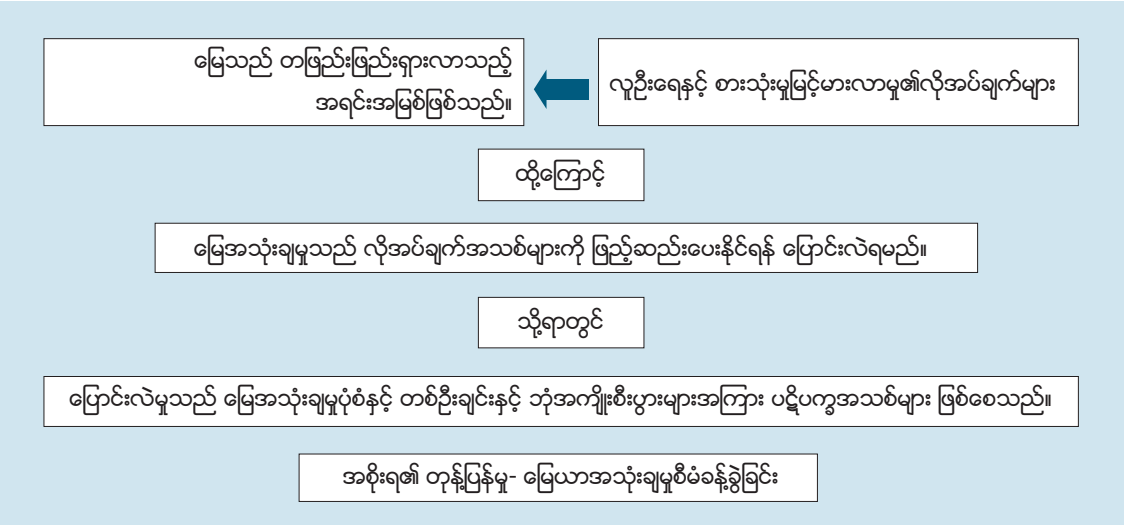 မြေသည် တဖြည်းဖြည်းရှားလာသည့်
အရင်းအမြစ်ဖြစ်သည်။
လူဦးရေနှင့် စားသုံးမှုမြင့်မားလာမှု၏လိုအပ်ချက်များ
ထို့ကြောင့်
မြေအသုံးချမှုသည် လိုအပ်ချက်အသစ်များကို ဖြည့်ဆည်းပေးနိုင်ရန် ပြောင်းလဲရမည်။
သို့ရာတွင်
ပြောင်းလဲမှုသည် မြေအသုံးချမှုပုံစံနှင့် တစ်ဦးချင်းနှင့် ဘုံအကျိုးစီးပွားများအကြား ပဋိပက္ခအသစ်များ ဖြစ်စေသည်။
အစိုးရ၏ တုန့်ပြန်မှု- မြေယာအသုံးချမှုစီမံခန့်ခွဲခြင်း